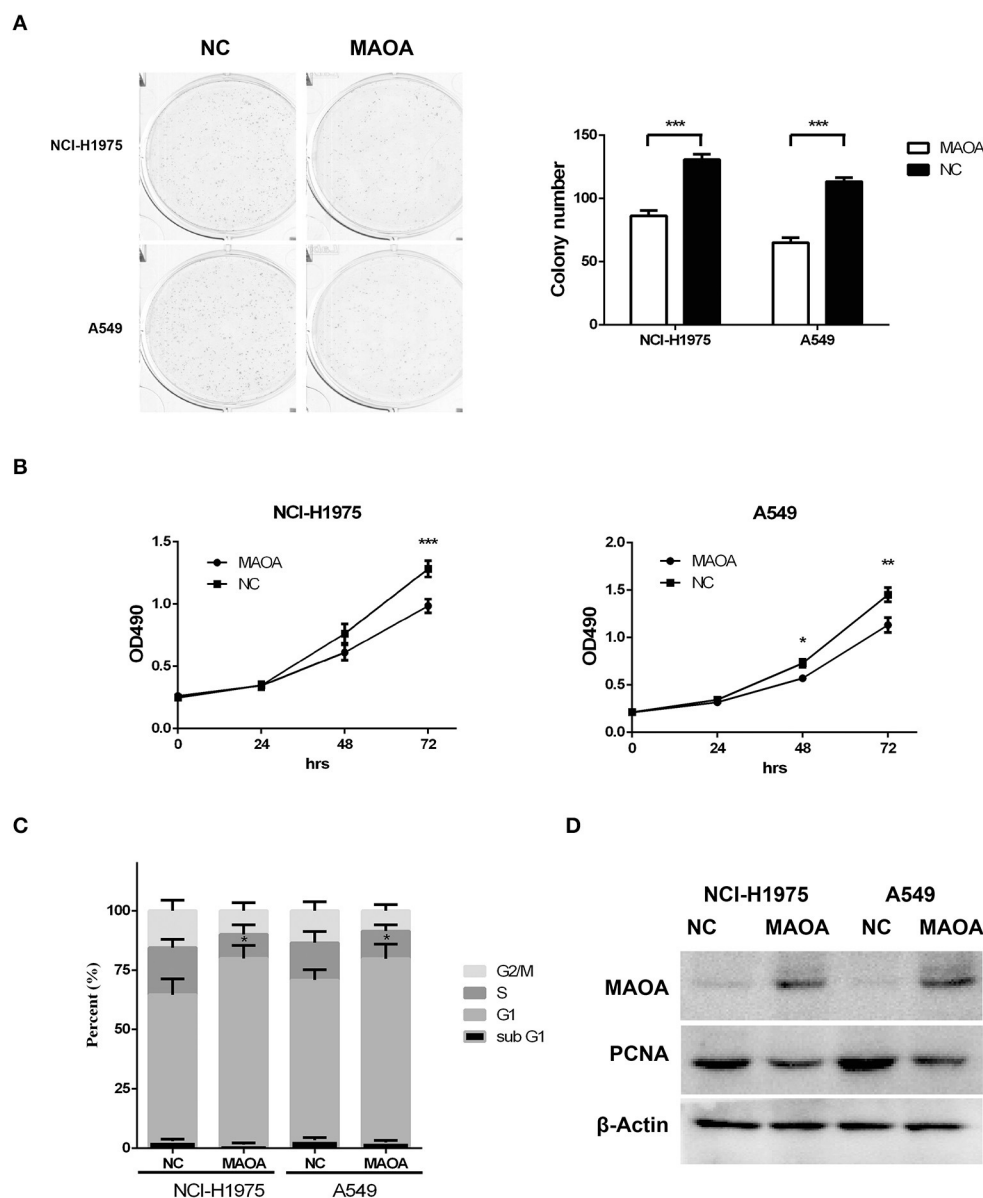 A
NC MAOA
NCI-H1975
A549
*** ***
150
100
50
0
Colony number
NCI-H1975 A549
MAOA
NC
B
NCI-H1975
***
MAOA
NC
1.5
1.0
0.5
0.0
OD490
0 24 48 72
hrs
A549
**
*
MAOA
NC
2.0
1.5
1.0
0.5
0.0
OD490
0 24 48 72
hrs
C
100
75
50
25
0
Percent (%)
* *
G2/M
S
G1
sub G1
NC MAOA NC MAOA
NCI-H1975 A549
D
NCI-H1975 A549
NC MAOA NC MAOA
MAOA
PCNA
β-Actin